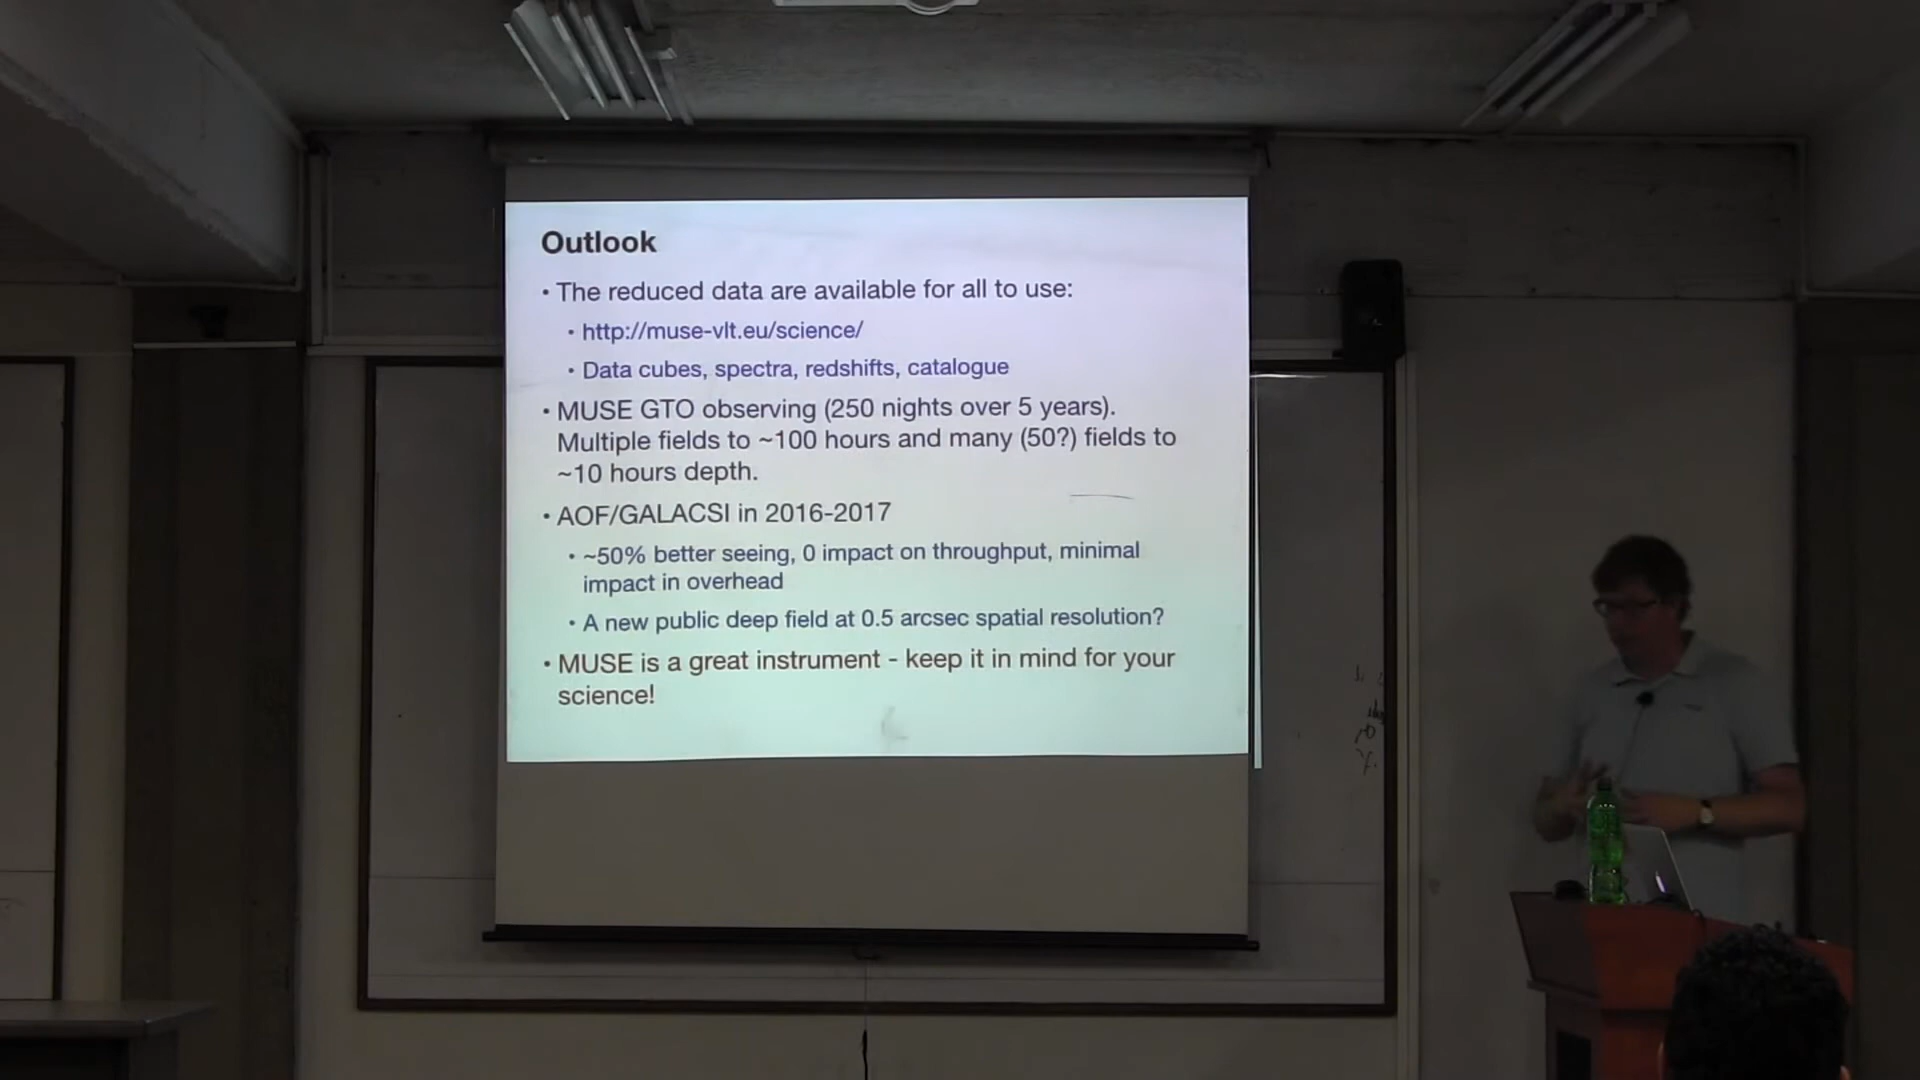 Outlook
• The reduced data are available for all to use:
• http://muse-vlt.eu/science/
• Data cubes, spectra, redshifts, catalogue
• MUSE GTO observing (250 nights over 5 years).
Multiple fields to ~100 hours and many (50?) fields to
~10 hours depth.
• AOF/GALACSI in 2016-2017
• ~50% better seeing, 0 impact on throughput, minimal
impact in overhead
• A new public deep field at 0.5 arcsec spatial resolution?
• MUSE is a great instrument - keep it in mind for your
science!